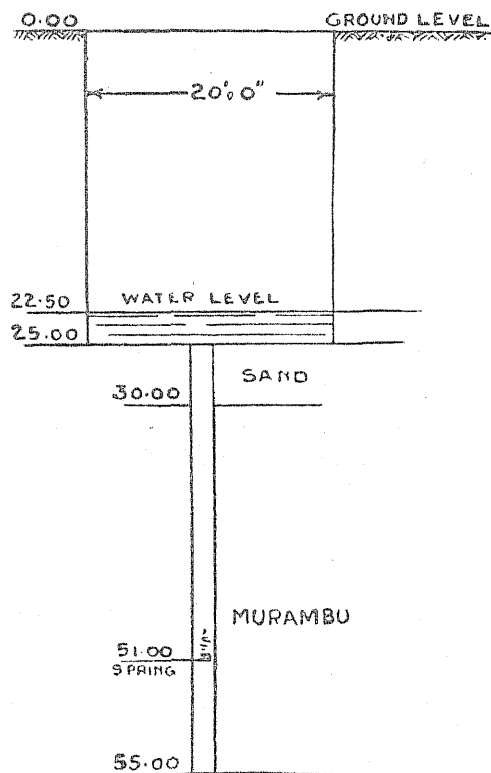 0.00
GROUND LEVEL
20'.0"
22.50
WATER LEVEL
25.00
SAND
30.00
MURAMBU
51.00
SPRING
55.00